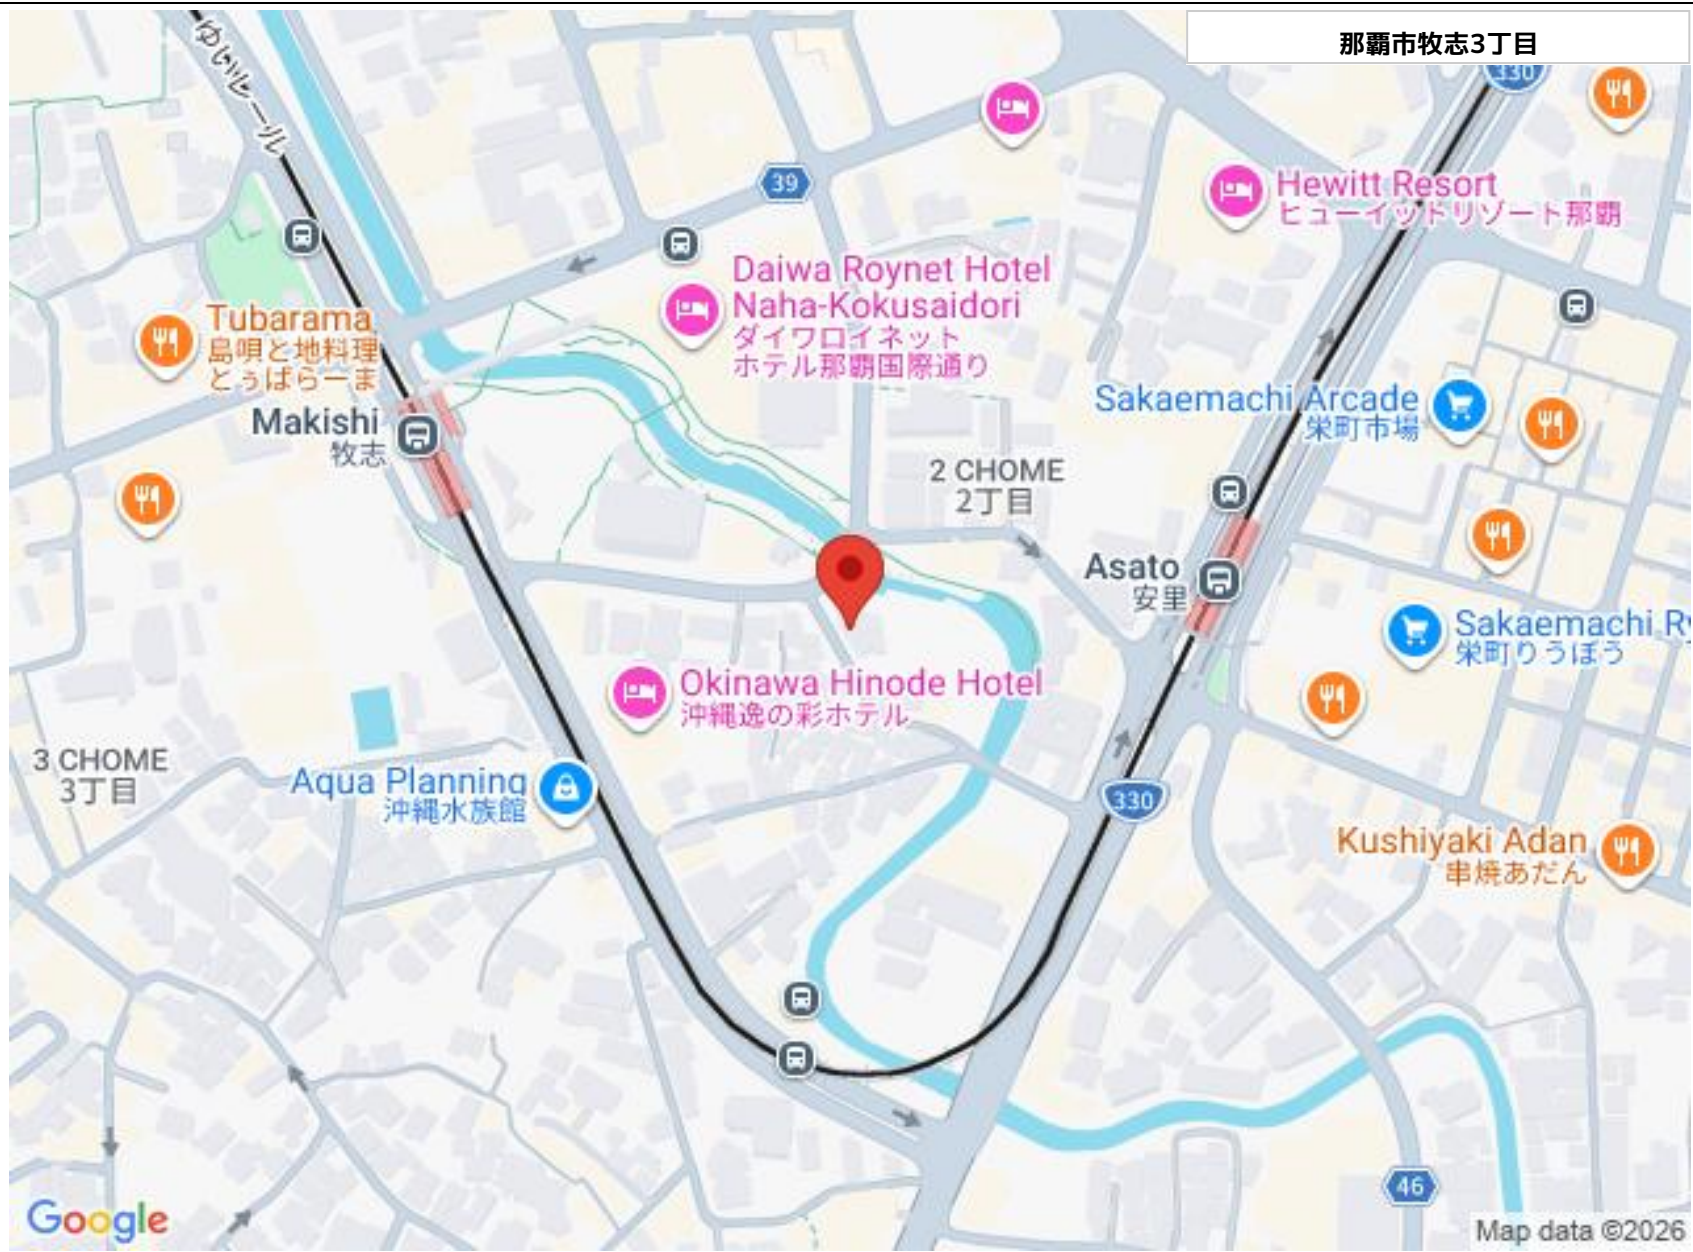 那覇市牧志3丁目
ゆいレール
330
39
Hewitt Resort
ヒューイットリゾート那覇
Daiwa Roynet Hotel
Naha-Kokusaidori
ダイワロイネット
ホテル那覇国際通り
Tubarama
島唄と地料理
とぅばらーま
Makishi
牧志
Sakaemachi Arcade
栄町市場
2 CHOME
2丁目
Asato
安里
Sakaemachi Ry
栄町りうぼう
Okinawa Hinode Hotel
沖縄逸の彩ホテル
3 CHOME
3丁目
Aqua Planning
沖縄水族館
330
Kushiyaki Adan
串焼あだん
46
Google
Map data ©2026